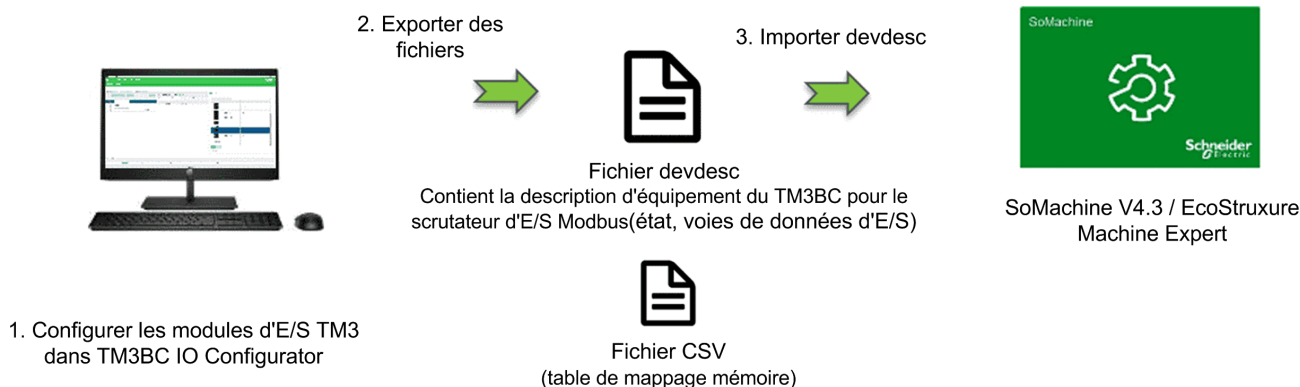 2. Exporter des
fichiers
3. Importer devdesc
SoMachine
Schneider
Electric
Fichier devdesc
Contient la description d'équipement du TM3BC pour le
scrutateur d'E/S Modbus(état, voies de données d'E/S)
SoMachine V4.3 / EcoStruxure
Machine Expert
1. Configurer les modules d'E/S TM3
dans TM3BC IO Configurator
Fichier CSV
(table de mappage mémoire)